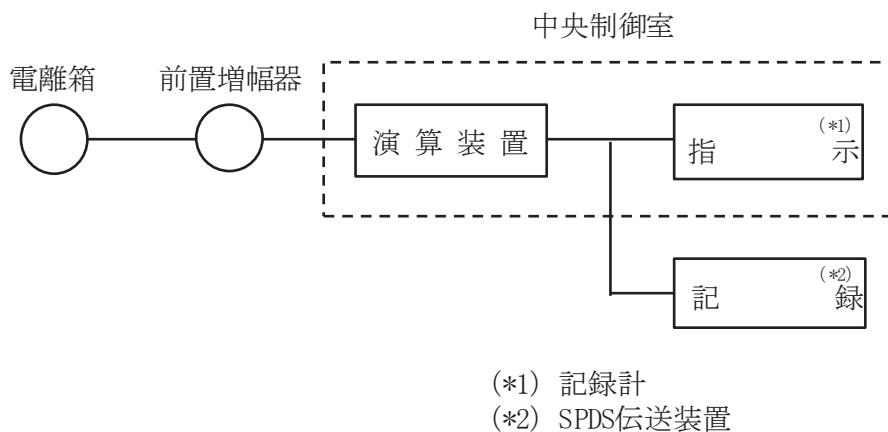 中央制御室
電離箱
前置増幅器
演算装置
指示(*1)
記録(*2)
(*1) 記録計
(*2) SPDS伝送装置